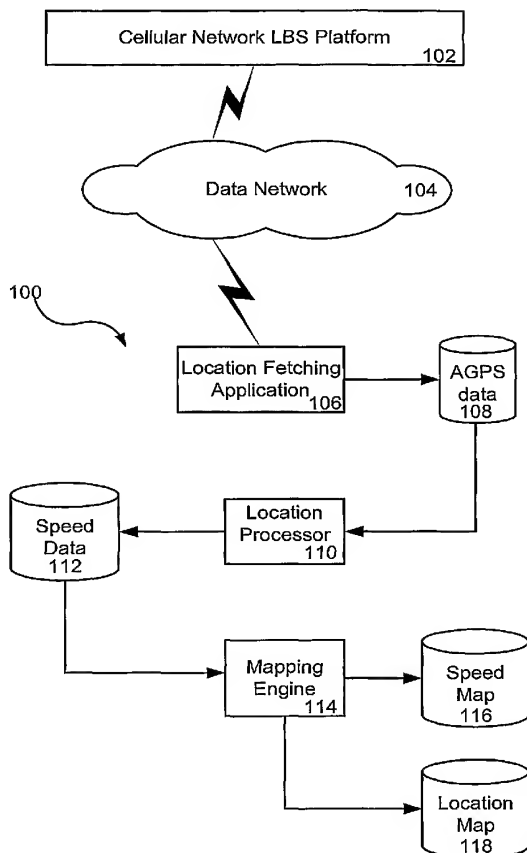 Cellular Network LBS Platform
102
Data Network
104
100
Location Fetching
Application
106
AGPS
data
108
Speed
Data
112
Location
Processor
110
Mapping
Engine
114
Speed
Map
116
Location
Map
118